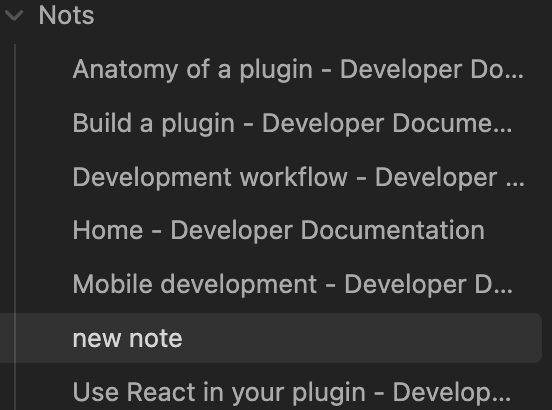 Nots
Anatomy of a plugin - Developer Do...
Build a plugin - Developer Docume...
Development workflow - Developer ...
Home - Developer Documentation
Mobile development - Developer D...
new note
Use React in your plugin - Develop...